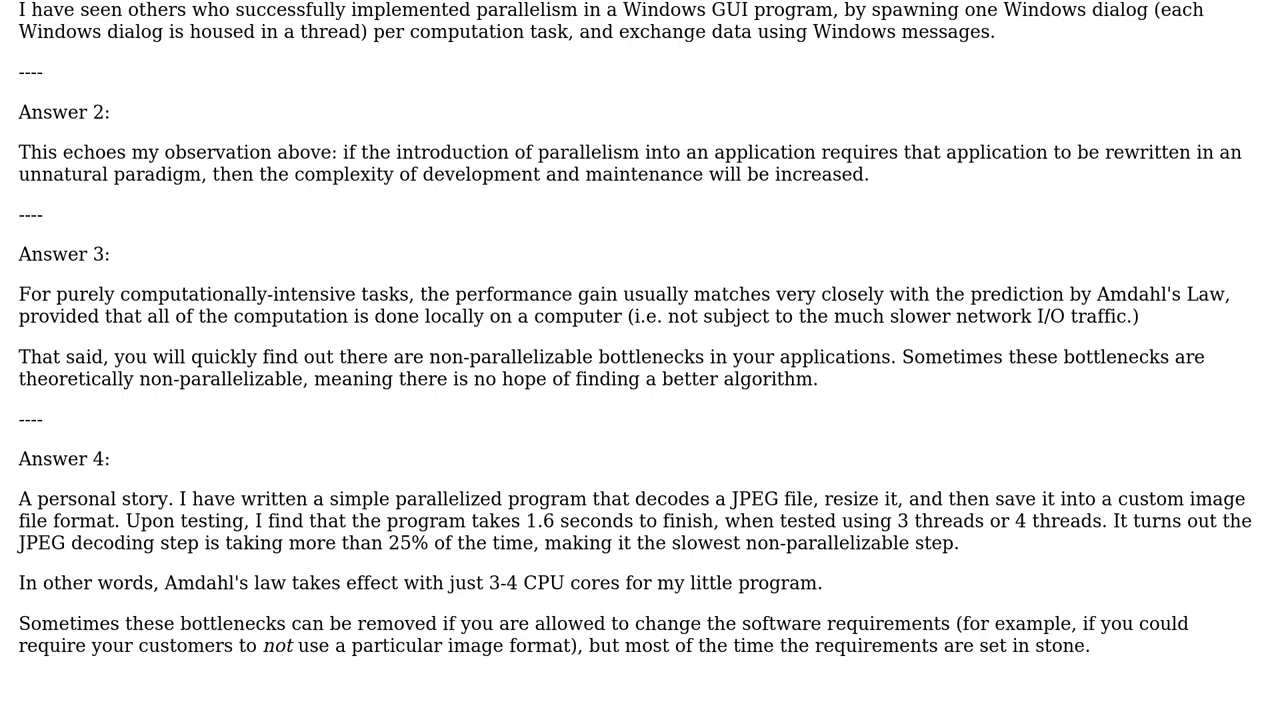 I have seen others who successfully implemented parallelism in a Windows GUI program, by spawning one Windows dialog (each
Windows dialog is housed in a thread) per computation task, and exchange data using Windows messages.
----
Answer 2:
This echoes my observation above: if the introduction of parallelism into an application requires that application to be rewritten in an
unnatural paradigm, then the complexity of development and maintenance will be increased.
----
Answer 3:
For purely computationally-intensive tasks, the performance gain usually matches very closely with the prediction by Amdahl's Law,
provided that all of the computation is done locally on a computer (i.e. not subject to the much slower network I/O traffic.)
That said, you will quickly find out there are non-parallelizable bottlenecks in your applications. Sometimes these bottlenecks are
theoretically non-parallelizable, meaning there is no hope of finding a better algorithm.
----
Answer 4:
A personal story. I have written a simple parallelized program that decodes a JPEG file, resize it, and then save it into a custom image
file format. Upon testing, I find that the program takes 1.6 seconds to finish, when tested using 3 threads or 4 threads. It turns out the
JPEG decoding step is taking more than 25% of the time, making it the slowest non-parallelizable step.
In other words, Amdahl's law takes effect with just 3-4 CPU cores for my little program.
Sometimes these bottlenecks can be removed if you are allowed to change the software requirements (for example, if you could
require your customers to not use a particular image format), but most of the time the requirements are set in stone.